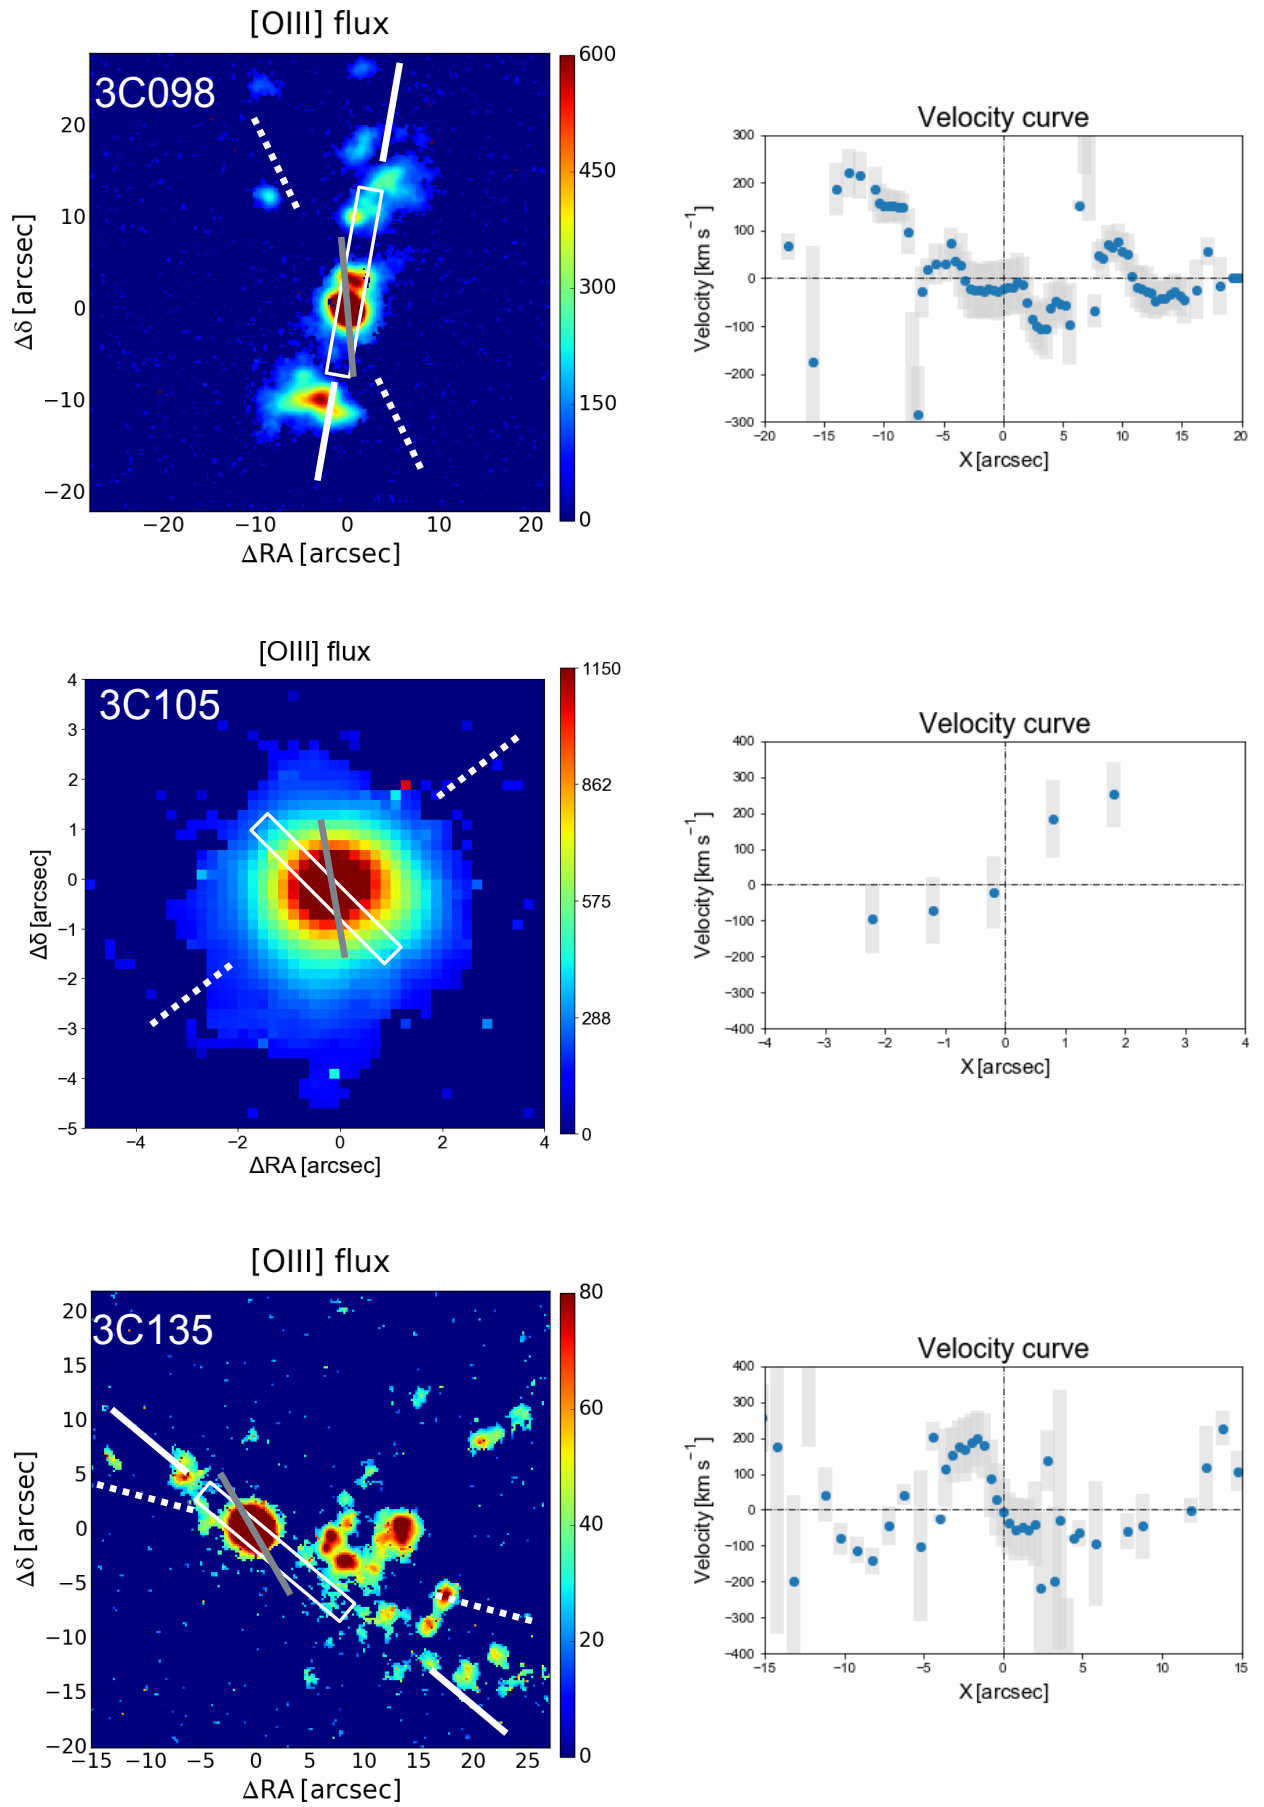 [OIII] flux
3C098
20
10
0
−10
−20
Δδ [arcsec]
−20 −10 0 10 20
ΔRA [arcsec]
600
450
300
150
0
Velocity curve
300
200
100
0
−100
−200
−300
Velocity [km s⁻¹]
−20 −15 −10 −5 0 5 10 15 20
X [arcsec]
[OIII] flux
3C105
4
3
2
1
0
−1
−2
−3
−4
−5
Δδ [arcsec]
−4 −2 0 2 4
ΔRA [arcsec]
1150
862
575
288
0
Velocity curve
400
300
200
100
0
−100
−200
−300
−400
Velocity [km s⁻¹]
−4 −3 −2 −1 0 1 2 3 4
X [arcsec]
[OIII] flux
3C135
20
15
10
5
0
−5
−10
−15
−20
Δδ [arcsec]
−15 −10 −5 0 5 10 15 20 25
ΔRA [arcsec]
80
60
40
20
0
Velocity curve
400
300
200
100
0
−100
−200
−300
−400
Velocity [km s⁻¹]
−15 −10 −5 0 5 10 15
X [arcsec]